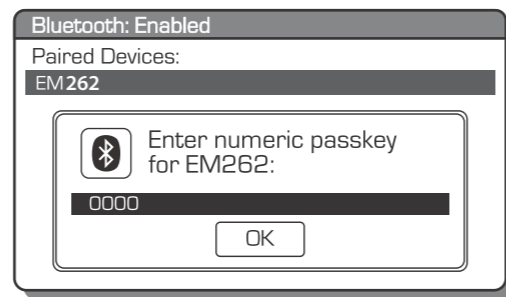 Bluetooth: Enabled
Paired Devices:
EM262
Enter numeric passkey
for EM262:
0000
OK